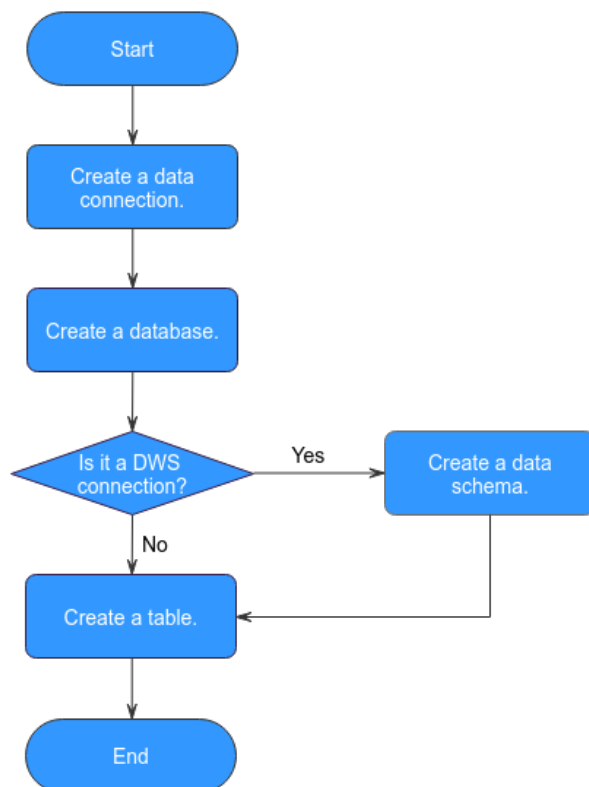 Start
Create a data
connection.
Create a database.
Is it a DWS
connection?
Yes
Create a data
schema.
No
Create a table.
End